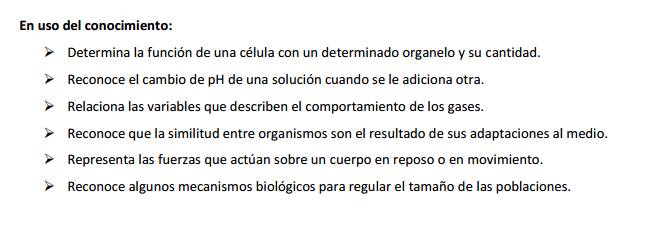 En uso del conocimiento:
➢ Determina la función de una célula con un determinado organelo y su cantidad.
➢ Reconoce el cambio de pH de una solución cuando se le adiciona otra.
➢ Relaciona las variables que describen el comportamiento de los gases.
➢ Reconoce que la similitud entre organismos son el resultado de sus adaptaciones al medio.
➢ Representa las fuerzas que actúan sobre un cuerpo en reposo o en movimiento.
➢ Reconoce algunos mecanismos biológicos para regular el tamaño de las poblaciones.